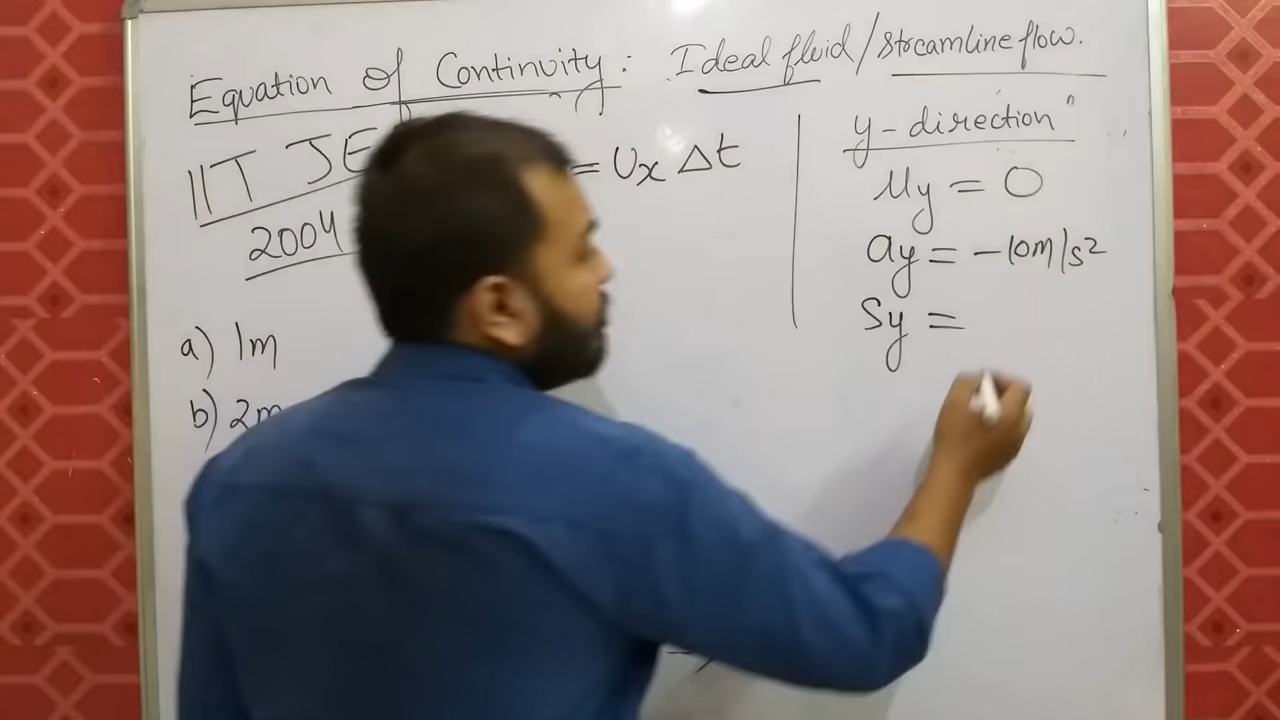 Equation of Continuity : Ideal fluid / streamline flow.
IIT JE
2004
= Ux Δt
a) 1m
b) 2m
y-direction"
uy = 0
ay = -10m/s2
Sy =